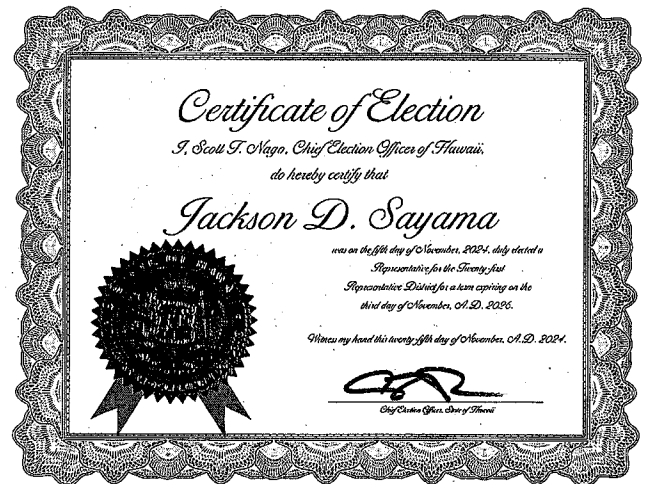 Certificate of Election
I, Scott T. Nago, Chief Election Officer of Hawaii,
do hereby certify that
Jackson D. Sayama
was on the fifth day of November, 2024, duly elected a
Representative for the Twenty-first
Representative District for a term expiring on the
third day of November, A.D. 2026.
Witness my hand this twenty-fifth day of November, A.D. 2024.
Chief Election Officer, State of Hawaii